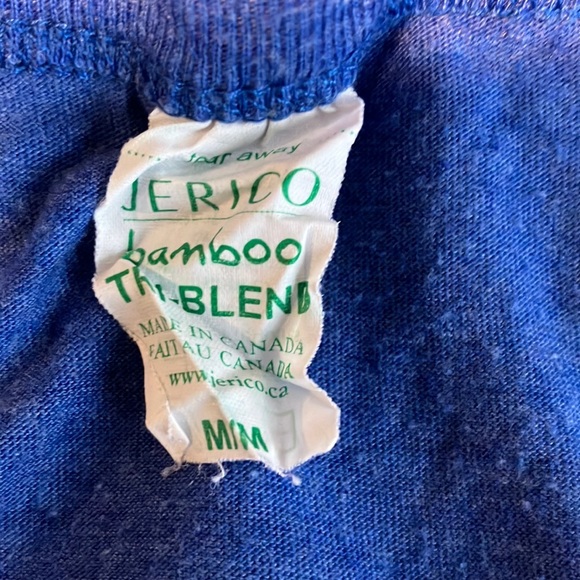 tear away
JERICO
bamboo
TRI-BLEND
MADE IN CANADA
FAIT AU CANADA
www.jerico.ca
M/M